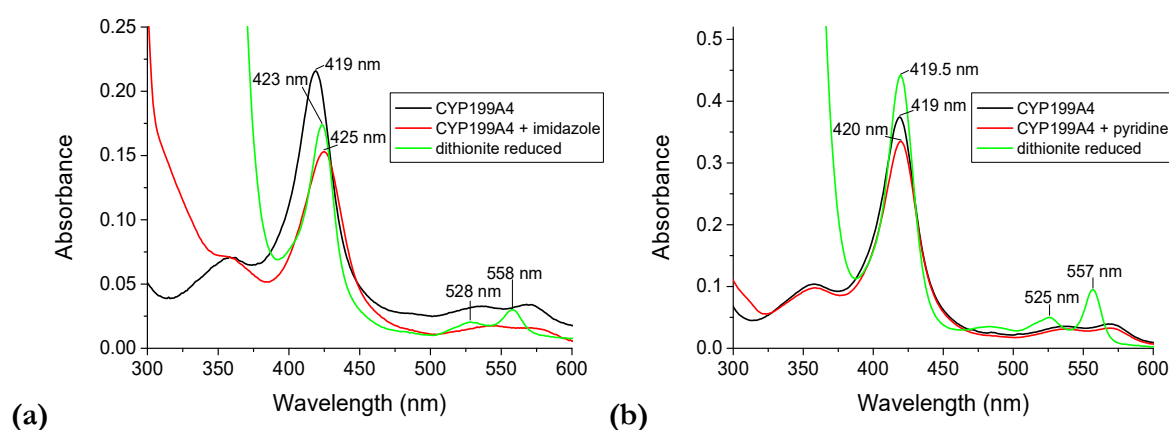 0.25
0.20
0.15
0.10
0.05
0.00
Absorbance
419 nm
423 nm
425 nm
528 nm
558 nm
CYP199A4
CYP199A4 + imidazole
dithionite reduced
300 350 400 450 500 550 600
Wavelength (nm)
(a)
0.5
0.4
0.3
0.2
0.1
0.0
Absorbance
419.5 nm
419 nm
420 nm
525 nm
557 nm
CYP199A4
CYP199A4 + pyridine
dithionite reduced
300 350 400 450 500 550 600
Wavelength (nm)
(b)